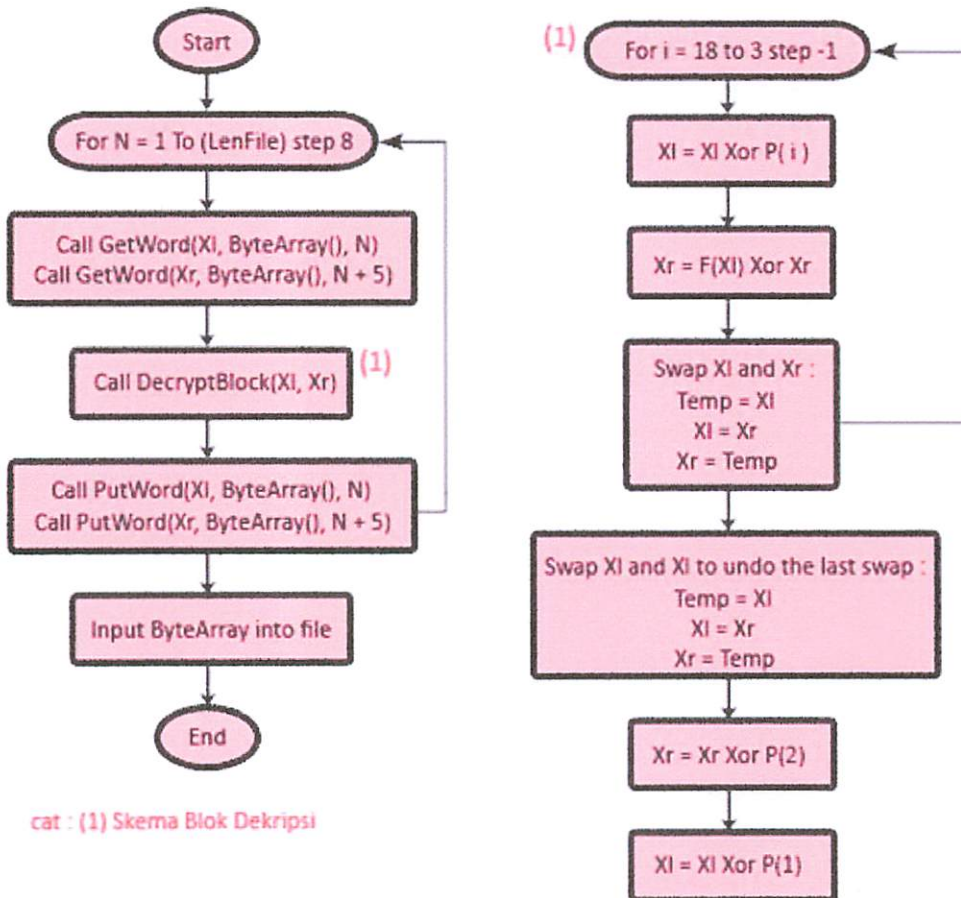 Start
For N = 1 To (LenFile) step 8
Call GetWord(Xl, ByteArray(), N)
Call GetWord(Xr, ByteArray(), N + 5)
Call DecryptBlock(Xl, Xr)
(1)
Call PutWord(Xl, ByteArray(), N)
Call PutWord(Xr, ByteArray(), N + 5)
Input ByteArray into file
End
cat : (1) Skema Blok Dekripsi
(1)
For i = 18 to 3 step -1
Xl = Xl Xor P( i )
Xr = F(Xl) Xor Xr
Swap Xl and Xr :
Temp = Xl
Xl = Xr
Xr = Temp
Swap Xl and Xl to undo the last swap :
Temp = Xl
Xl = Xr
Xr = Temp
Xr = Xr Xor P(2)
Xl = Xl Xor P(1)